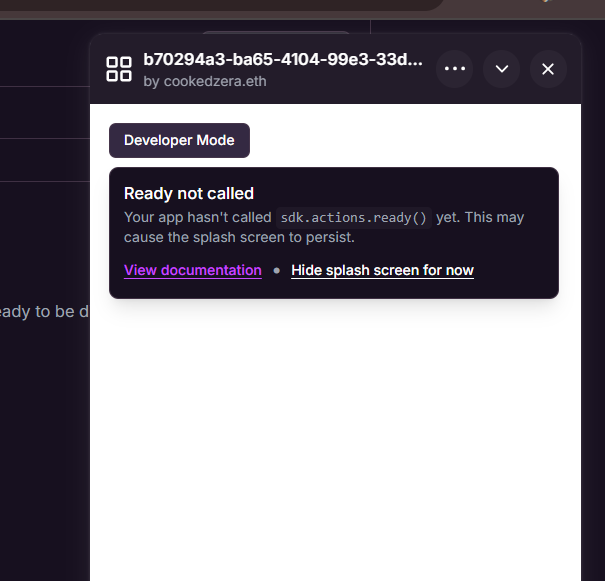 b70294a3-ba65-4104-99e3-33d...
by cookedzera.eth
Developer Mode
Ready not called
Your app hasn't called sdk.actions.ready() yet. This may
cause the splash screen to persist.
View documentation • Hide splash screen for now
eady to be d